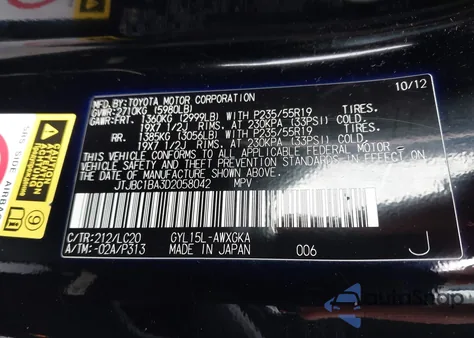 10/12
MFD. BY: TOYOTA MOTOR CORPORATION
GVWR: 2710KG (5980LB)
GAWR: FRT. 1360KG (2999LB) WITH P235/55R19 TIRES.
19X7 1/2J RIMS. AT 230KPA (33PSI) COLD.
RR. 1385KG (3056LB) WITH P235/55R19 TIRES.
19X7 1/2J RIMS. AT 230KPA (33PSI) COLD.
THIS VEHICLE CONFORMS TO ALL APPLICABLE FEDERAL MOTOR
VEHICLE SAFETY AND THEFT PREVENTION STANDARDS IN EFFECT ON
THE DATE OF MANUFACTURE SHOWN ABOVE.
JTJBC1BA3D2058042 MPV
C/TR: 212/LC20 GYL15L-AWXGKA
A/TM: -02A/P313 MADE IN JAPAN 006 J
SRS SIDE AIRBAG
AutoSnap